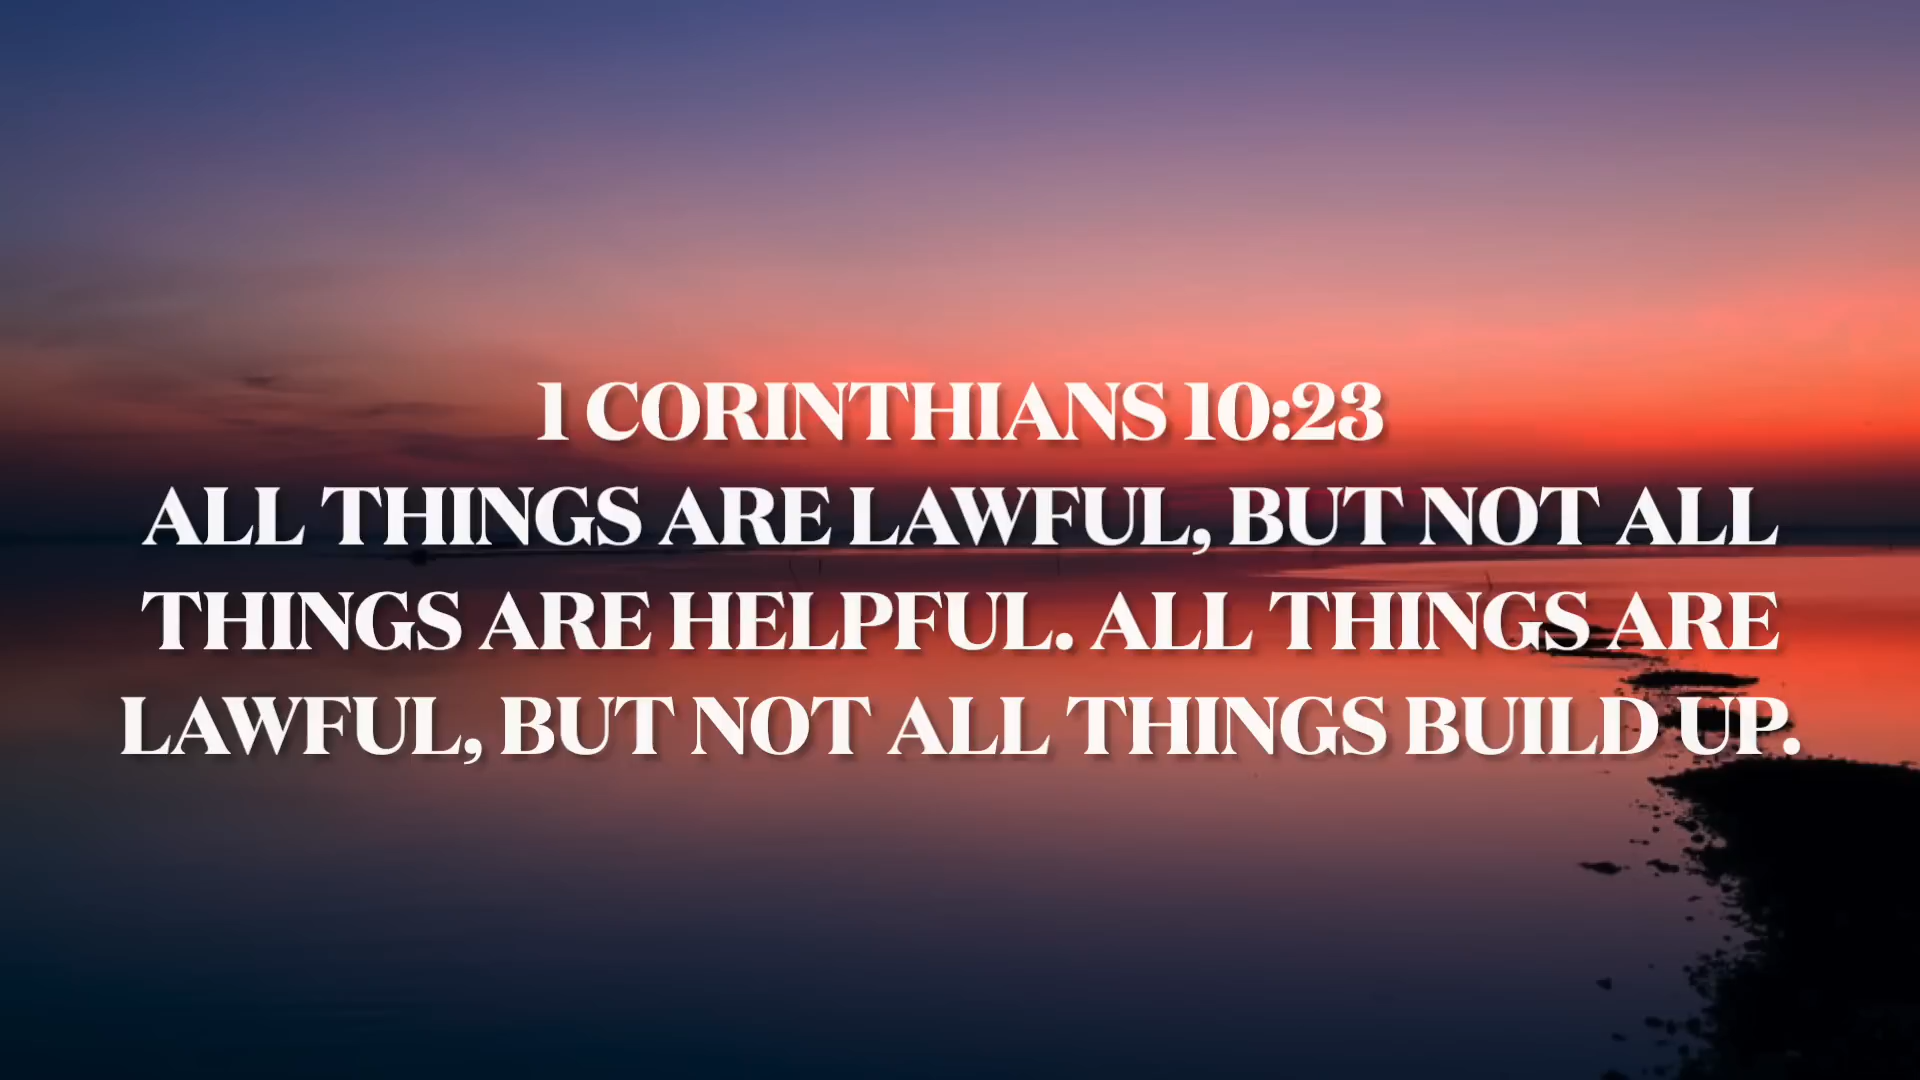 1 CORINTHIANS 10:23
ALL THINGS ARE LAWFUL, BUT NOT ALL
THINGS ARE HELPFUL. ALL THINGS ARE
LAWFUL, BUT NOT ALL THINGS BUILD UP.